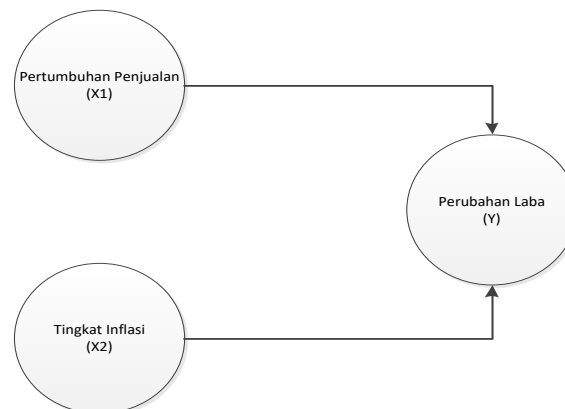 Pertumbuhan Penjualan
(X1)
Perubahan Laba
(Y)
Tingkat Inflasi
(X2)